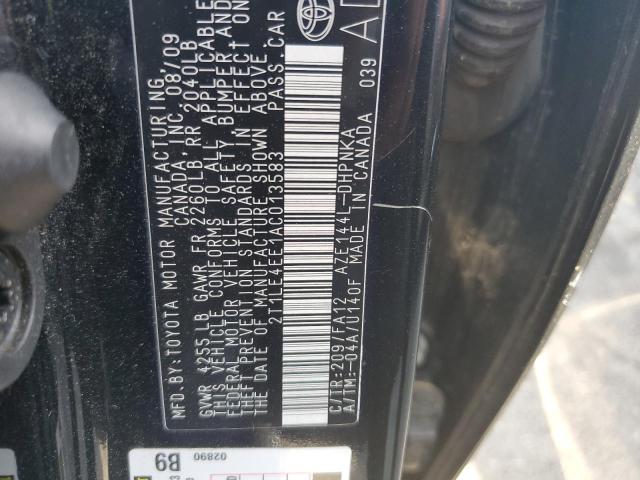 MFD.BY:TOYOTA MOTOR MANUFACTURING,
CANADA, INC. 08/09
GVWR 4255LB GAWR FR 2260LB,RR 2040LB
THIS VEHICLE CONFORMS TO ALL APPLICABLE
FEDERAL MOTOR VEHICLE SAFETY, BUMPER AND
THEFT PREVENTION STANDARDS IN EFFECT ON
THE DATE OF MANUFACTURE SHOWN ABOVE.
2T1LE4EE1AC013583 PASS.CAR
C/TR:209/FA12 AZE144L-DHPNKA
A/TM:-04A/U140F MADE IN CANADA 039
B9
02890